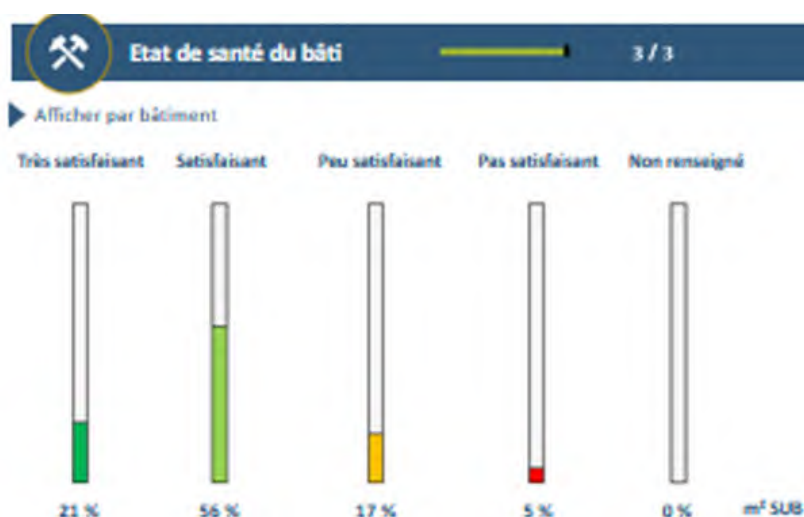 Etat de santé du bâti 3 / 3
Afficher par bâtiment
Très satisfaisant Satisfaisant Peu satisfaisant Pas satisfaisant Non renseigné
21 % 56 % 17 % 5 % 0 % m² SUB